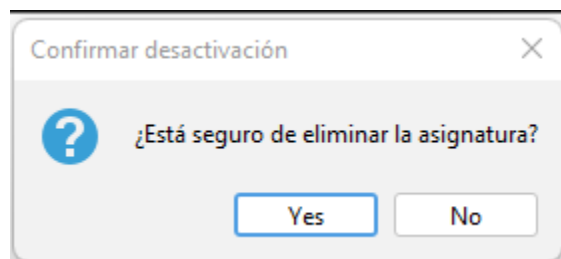 Confirmar desactivación
¿Está seguro de eliminar la asignatura?
Yes No